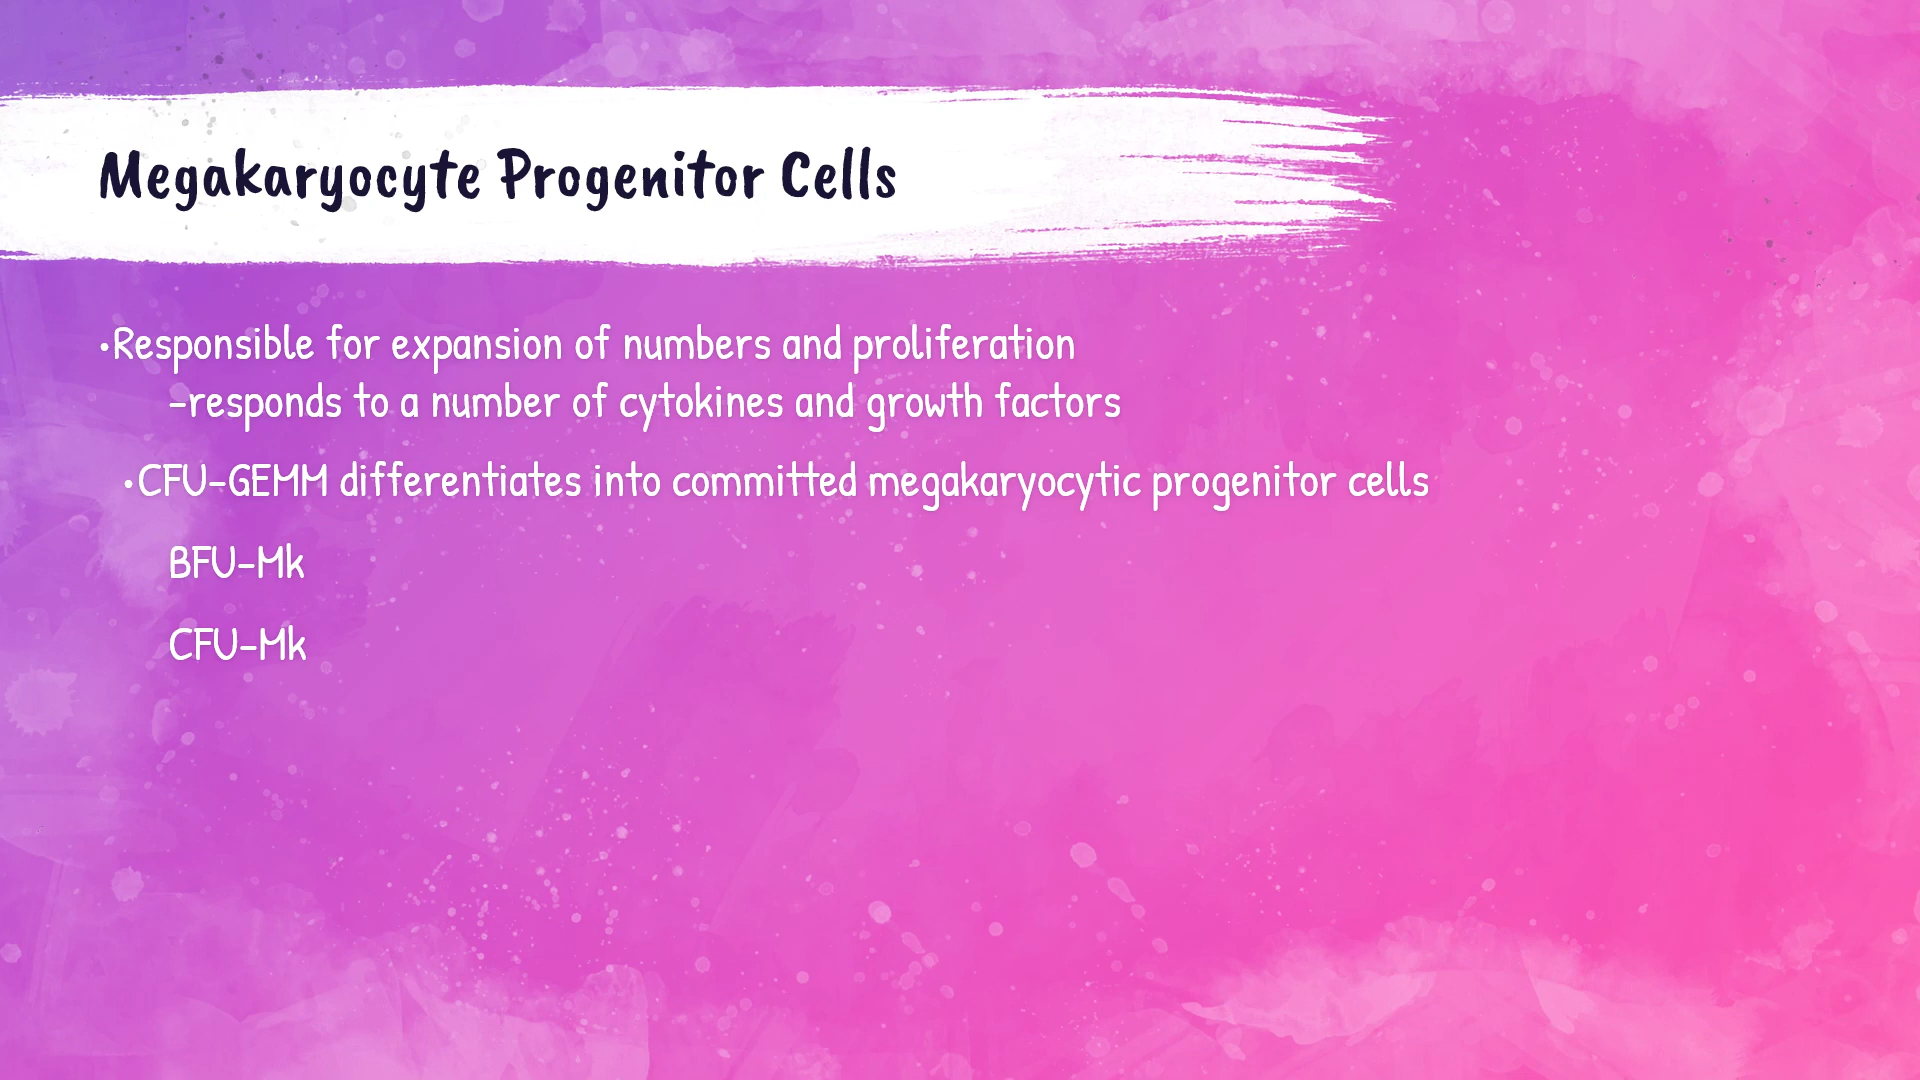 Megakaryocyte Progenitor Cells
•Responsible for expansion of numbers and proliferation
–responds to a number of cytokines and growth factors
•CFU-GEMM differentiates into committed megakaryocytic progenitor cells
BFU-Mk
CFU-Mk